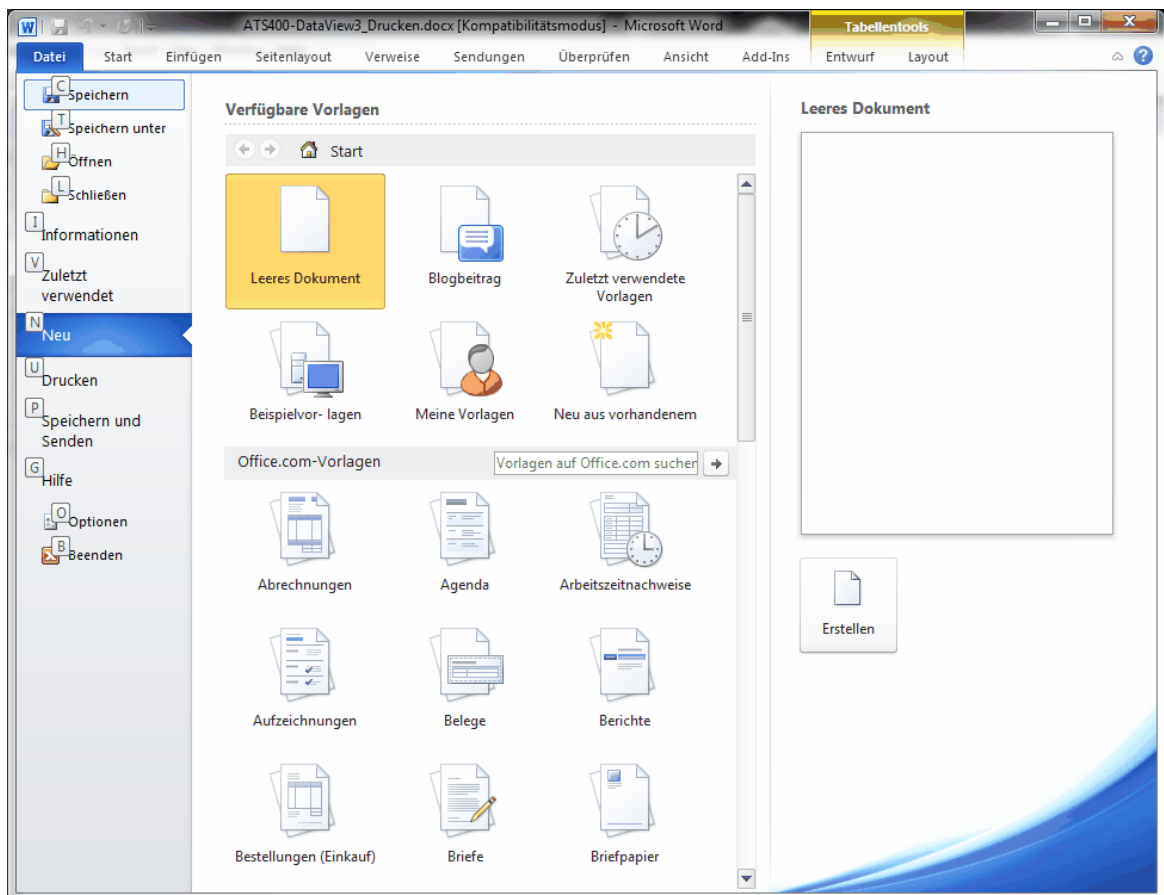 W
ATS400-DataView3_Drucken.docx [Kompatibilitätsmodus] - Microsoft Word
Tabellentools
Datei Start Einfügen Seitenlayout Verweise Sendungen Überprüfen Ansicht Add-Ins Entwurf Layout
C Speichern
T Speichern unter
H Öffnen
L Schließen
I Informationen
V Zuletzt
verwendet
N Neu
U Drucken
P Speichern und
Senden
G Hilfe
O Optionen
B Beenden
Verfügbare Vorlagen
Start
Leeres Dokument
Blogbeitrag
Zuletzt verwendete
Vorlagen
Beispielvor- lagen
Meine Vorlagen
Neu aus vorhandenem
Office.com-Vorlagen
Vorlagen auf Office.com suchen
Abrechnungen
Agenda
Arbeitszeitnachweise
Aufzeichnungen
Belege
Berichte
Bestellungen (Einkauf)
Briefe
Briefpapier
Leeres Dokument
Erstellen